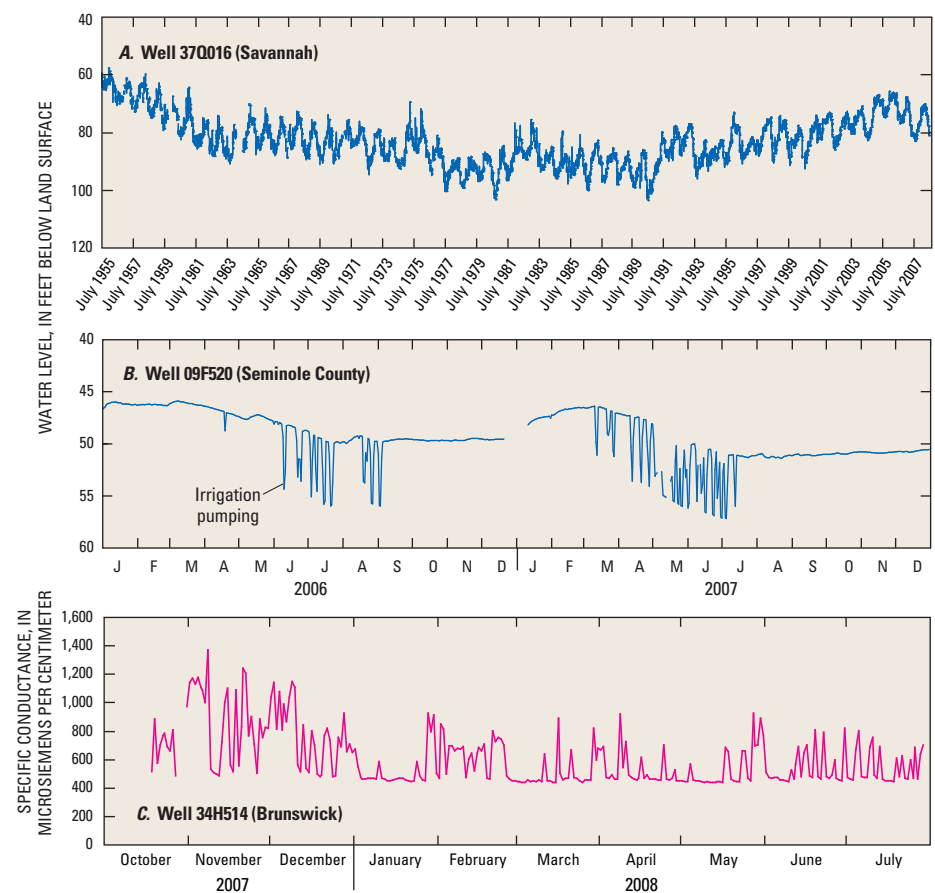 WATER LEVEL, IN FEET BELOW LAND SURFACE
40
60
80
100
120
A. Well 37Q016 (Savannah)
July 1955
July 1957
July 1959
July 1961
July 1963
July 1965
July 1967
July 1969
July 1971
July 1973
July 1975
July 1977
July 1979
July 1981
July 1983
July 1985
July 1987
July 1989
July 1991
July 1993
July 1995
July 1997
July 1999
July 2001
July 2003
July 2005
July 2007
40
45
50
55
60
B. Well 09F520 (Seminole County)
Irrigation
pumping
J F M A M J J A S O N D J F M A M J J A S O N D
2006 2007
SPECIFIC CONDUCTANCE, IN
MICROSIEMENS PER CENTIMETER
1,600
1,400
1,200
1,000
800
600
400
200
0
C. Well 34H514 (Brunswick)
October November December January February March April May June July
2007 2008